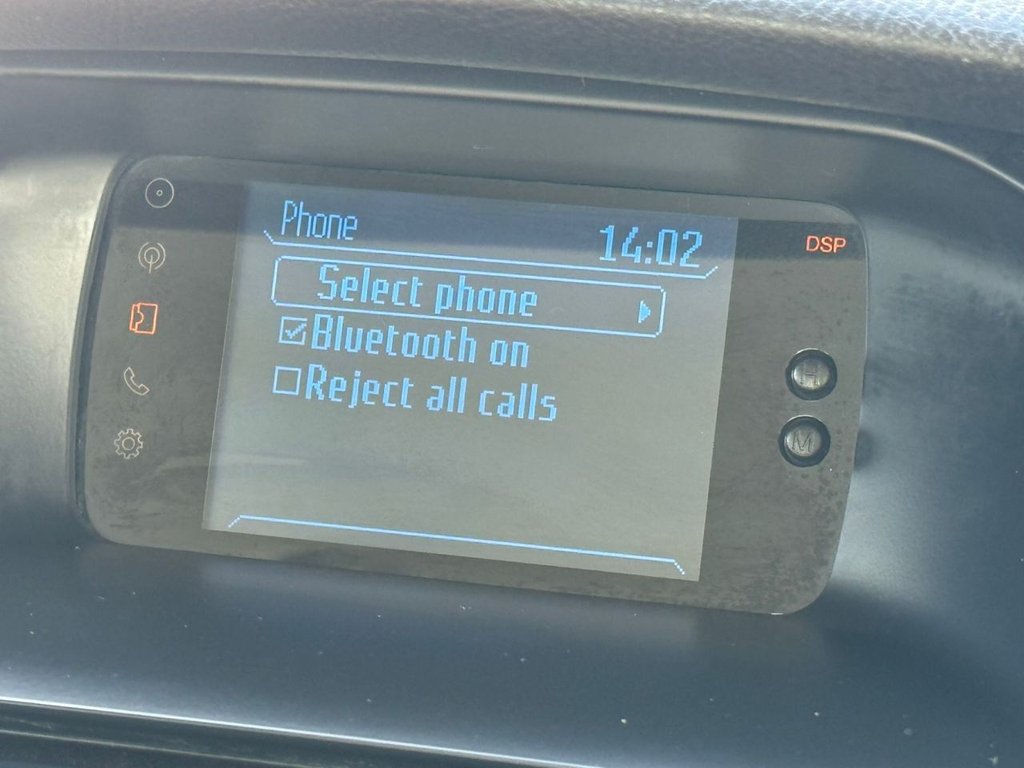 Phone
14:02
DSP
Select phone
Bluetooth on
Reject all calls
H
M